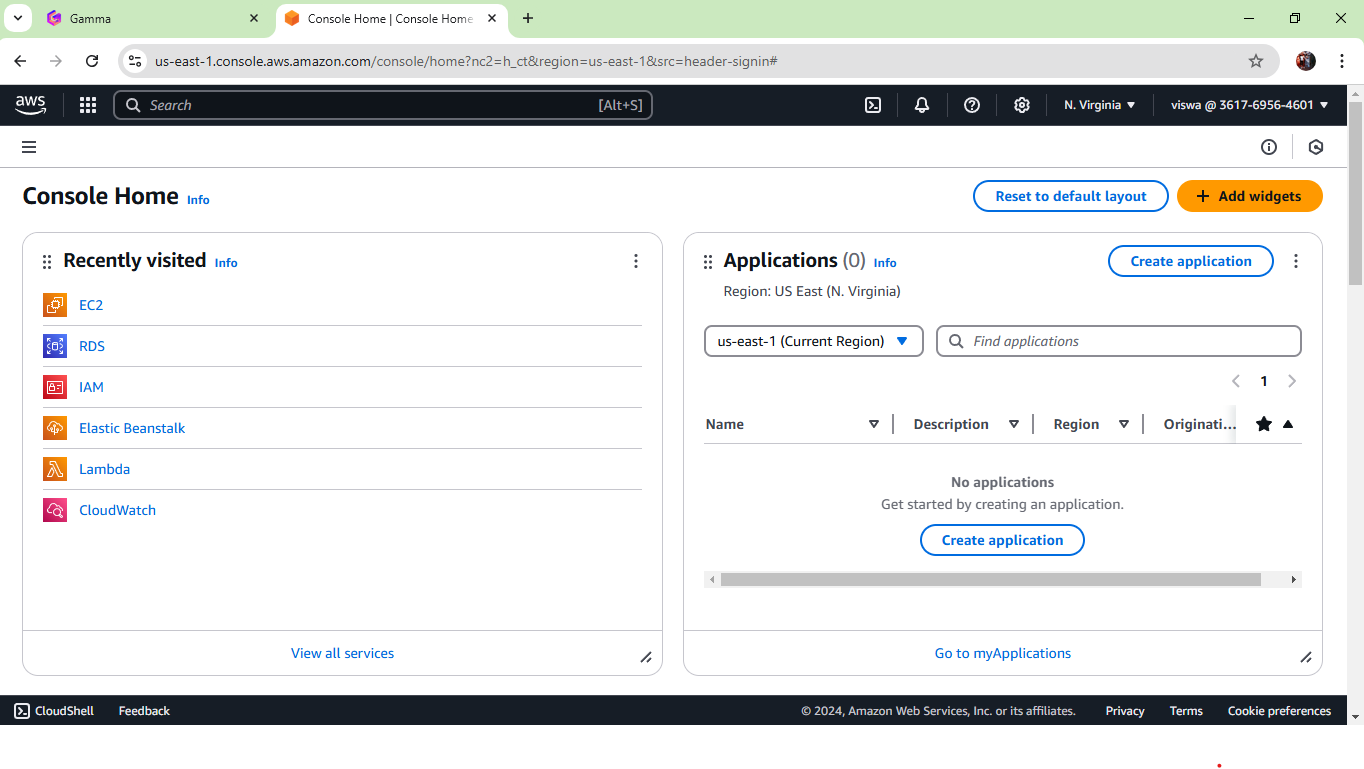 Gamma
Console Home | Console Home
us-east-1.console.aws.amazon.com/console/home?nc2=h_ct&region=us-east-1&src=header-signin#
aws Search [Alt+S] N. Virginia viswa @ 3617-6956-4601
Console Home Info Reset to default layout Add widgets
Recently visited Info
EC2
RDS
IAM
Elastic Beanstalk
Lambda
CloudWatch
View all services
Applications (0) Info Create application
Region: US East (N. Virginia)
us-east-1 (Current Region) Find applications
1
Name Description Region Originati...
No applications
Get started by creating an application.
Create application
Go to myApplications
CloudShell Feedback © 2024, Amazon Web Services, Inc. or its affiliates. Privacy Terms Cookie preferences